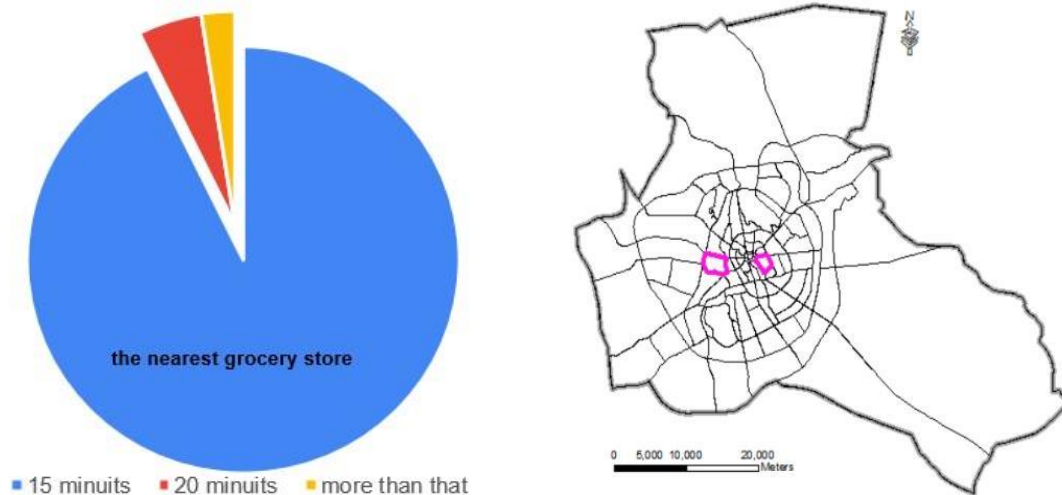 the nearest grocery store
15 minuits 20 minuits more than that
N
0 5,000 10,000 20,000
Meters